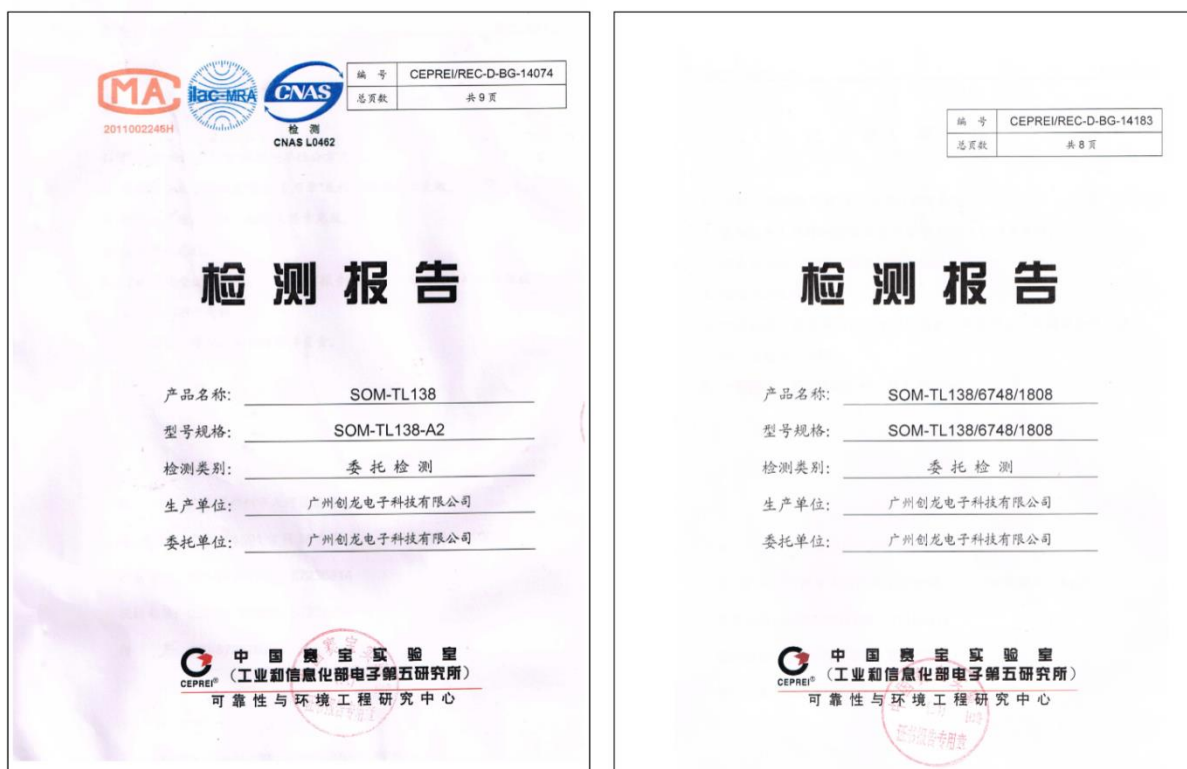 MA
2011002245H
ilac-MRA
CNAS
检 测
CNAS L0462
编 号 CEPREI/REC-D-BG-14074
总页数 共 9 页
检测报告
产品名称: SOM-TL138
型号规格: SOM-TL138-A2
检测类别: 委托检测
生产单位: 广州创龙电子科技有限公司
委托单位: 广州创龙电子科技有限公司
CEPREI®
中国赛宝实验室
(工业和信息化部电子第五研究所)
可靠性与环境工程研究中心
编 号 CEPREI/REC-D-BG-14183
总页数 共 8 页
检测报告
产品名称: SOM-TL138/6748/1808
型号规格: SOM-TL138/6748/1808
检测类别: 委托检测
生产单位: 广州创龙电子科技有限公司
委托单位: 广州创龙电子科技有限公司
CEPREI®
中国赛宝实验室
(工业和信息化部电子第五研究所)
可靠性与环境工程研究中心